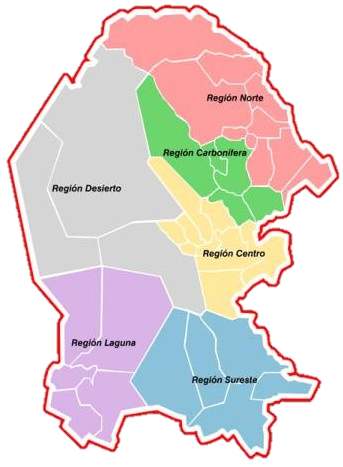 Región Norte
Región Carbonífera
Región Desierto
Región Centro
Región Laguna
Región Sureste